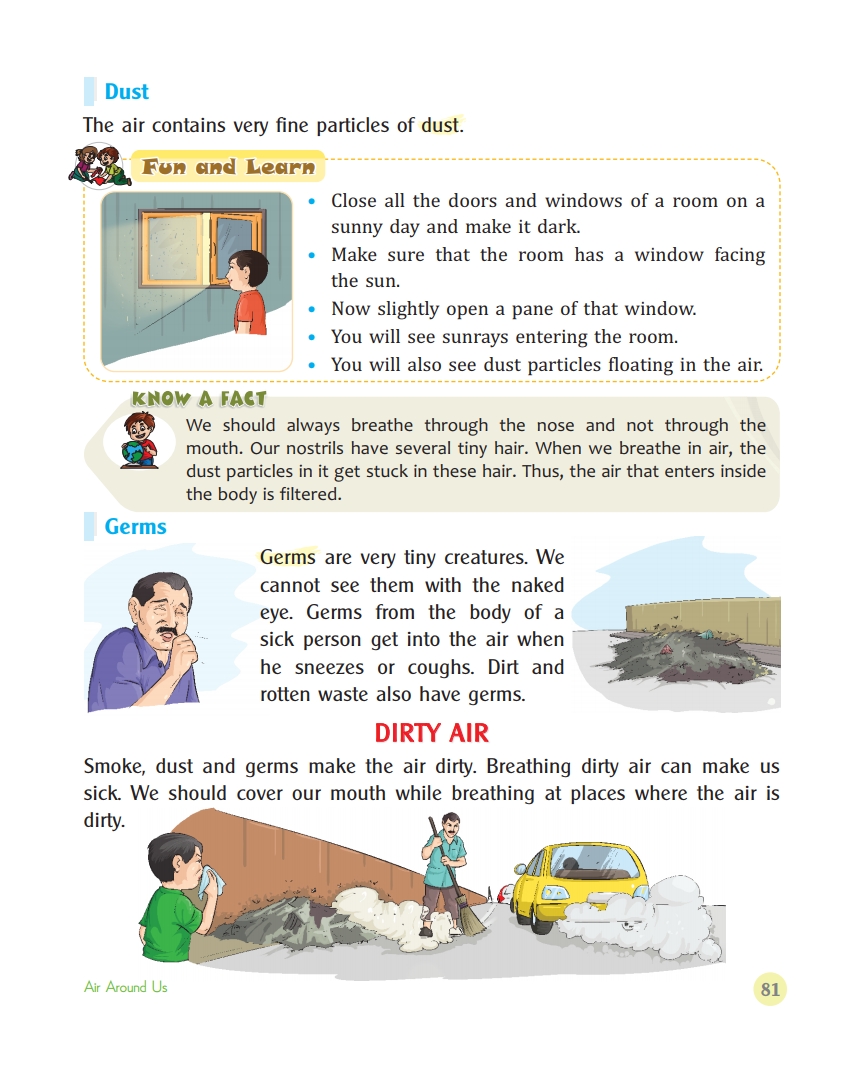 Dust
The air contains very fine particles of dust.
Fun and Learn
• Close all the doors and windows of a room on a
sunny day and make it dark.
• Make sure that the room has a window facing
the sun.
• Now slightly open a pane of that window.
• You will see sunrays entering the room.
• You will also see dust particles floating in the air.
KNOW A FACT
We should always breathe through the nose and not through the
mouth. Our nostrils have several tiny hair. When we breathe in air, the
dust particles in it get stuck in these hair. Thus, the air that enters inside
the body is filtered.
Germs
Germs are very tiny creatures. We
cannot see them with the naked
eye. Germs from the body of a
sick person get into the air when
he sneezes or coughs. Dirt and
rotten waste also have germs.
DIRTY AIR
Smoke, dust and germs make the air dirty. Breathing dirty air can make us
sick. We should cover our mouth while breathing at places where the air is
dirty.
Air Around Us
81